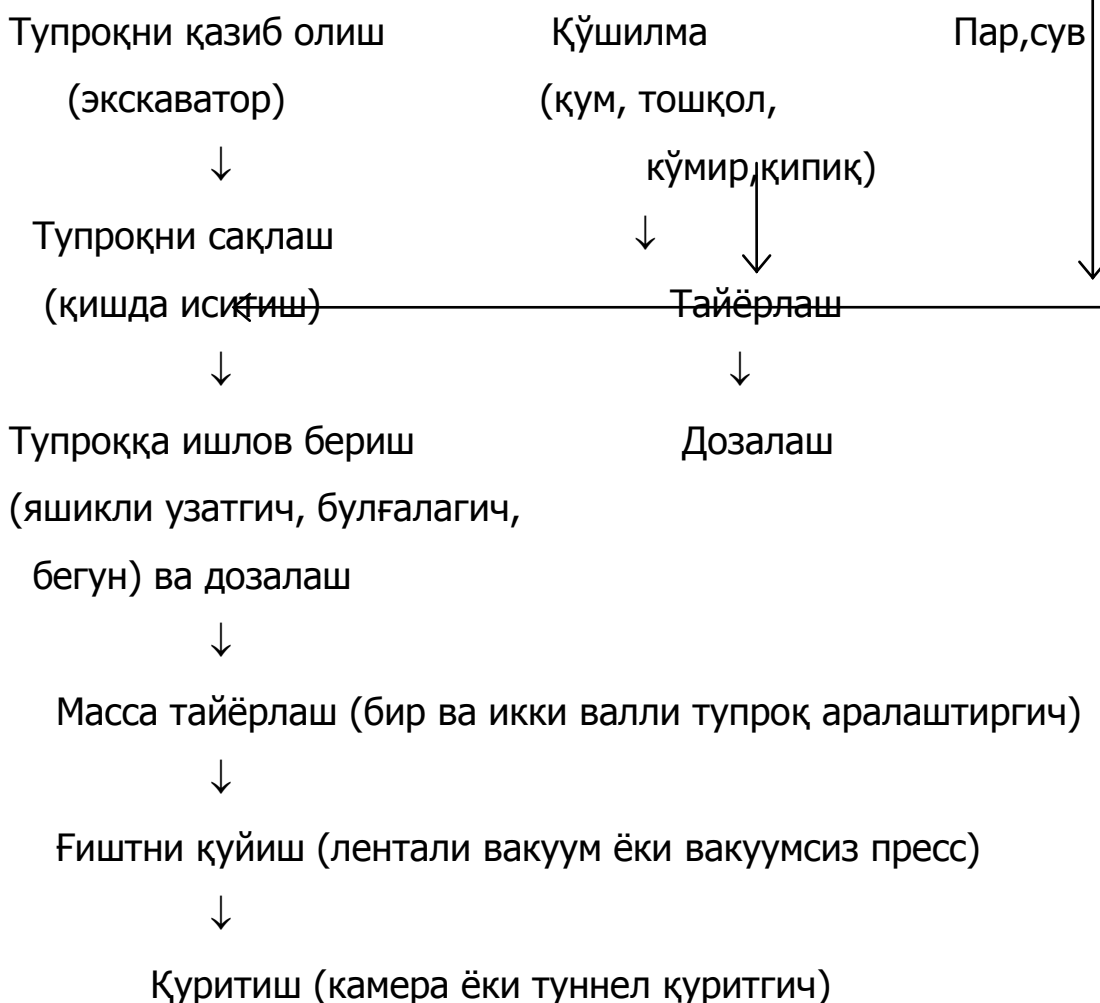 Тупроқни қазиб олиш Қўшилма Пар,сув
(экскаватор) (қум, тошқол,
↓ кўмир,қипиқ)
Тупроқни сақлаш ↓
(қишда иситиш) Тайёрлаш
↓ ↓
Тупроққа ишлов бериш Дозалаш
(яшикли узатгич, булғалагич,
бегун) ва дозалаш
↓
Масса тайёрлаш (бир ва икки валли тупроқ аралаштиргич)
↓
Ғиштни қуйиш (лентали вакуум ёки вакуумсиз пресс)
↓
Қуритиш (камера ёки туннел қуритгич)